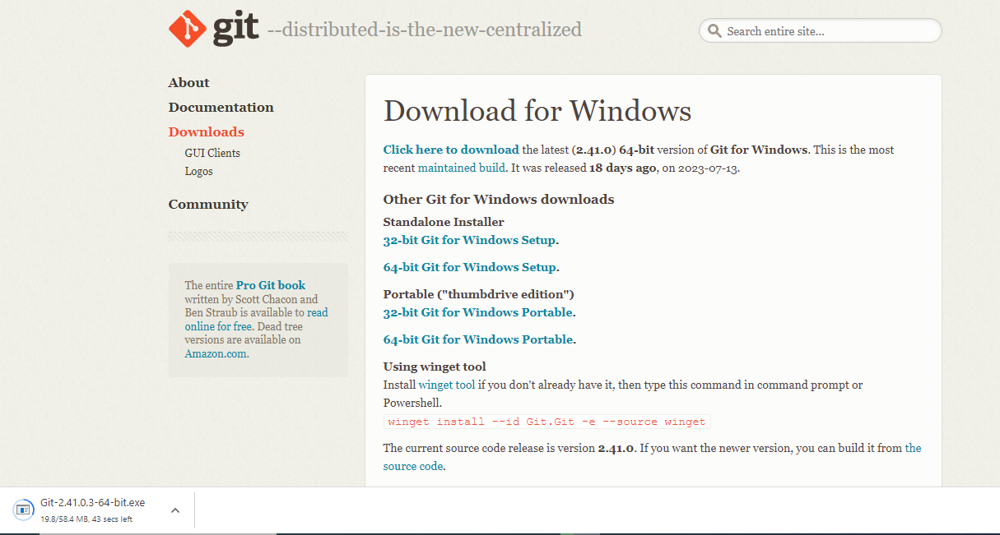 git --distributed-is-the-new-centralized
Search entire site...
About
Documentation
Downloads
GUI Clients
Logos
Community
The entire Pro Git book
written by Scott Chacon and
Ben Straub is available to read
online for free. Dead tree
versions are available on
Amazon.com.
Download for Windows
Click here to download the latest (2.41.0) 64-bit version of Git for Windows. This is the most
recent maintained build. It was released 18 days ago, on 2023-07-13.
Other Git for Windows downloads
Standalone Installer
32-bit Git for Windows Setup.
64-bit Git for Windows Setup.
Portable ("thumbdrive edition")
32-bit Git for Windows Portable.
64-bit Git for Windows Portable.
Using winget tool
Install winget tool if you don't already have it, then type this command in command prompt or
Powershell.
winget install --id Git.Git -e --source winget
The current source code release is version 2.41.0. If you want the newer version, you can build it from the
source code.
Git-2.41.0.3-64-bit.exe
19.8/58.4 MB, 43 secs left